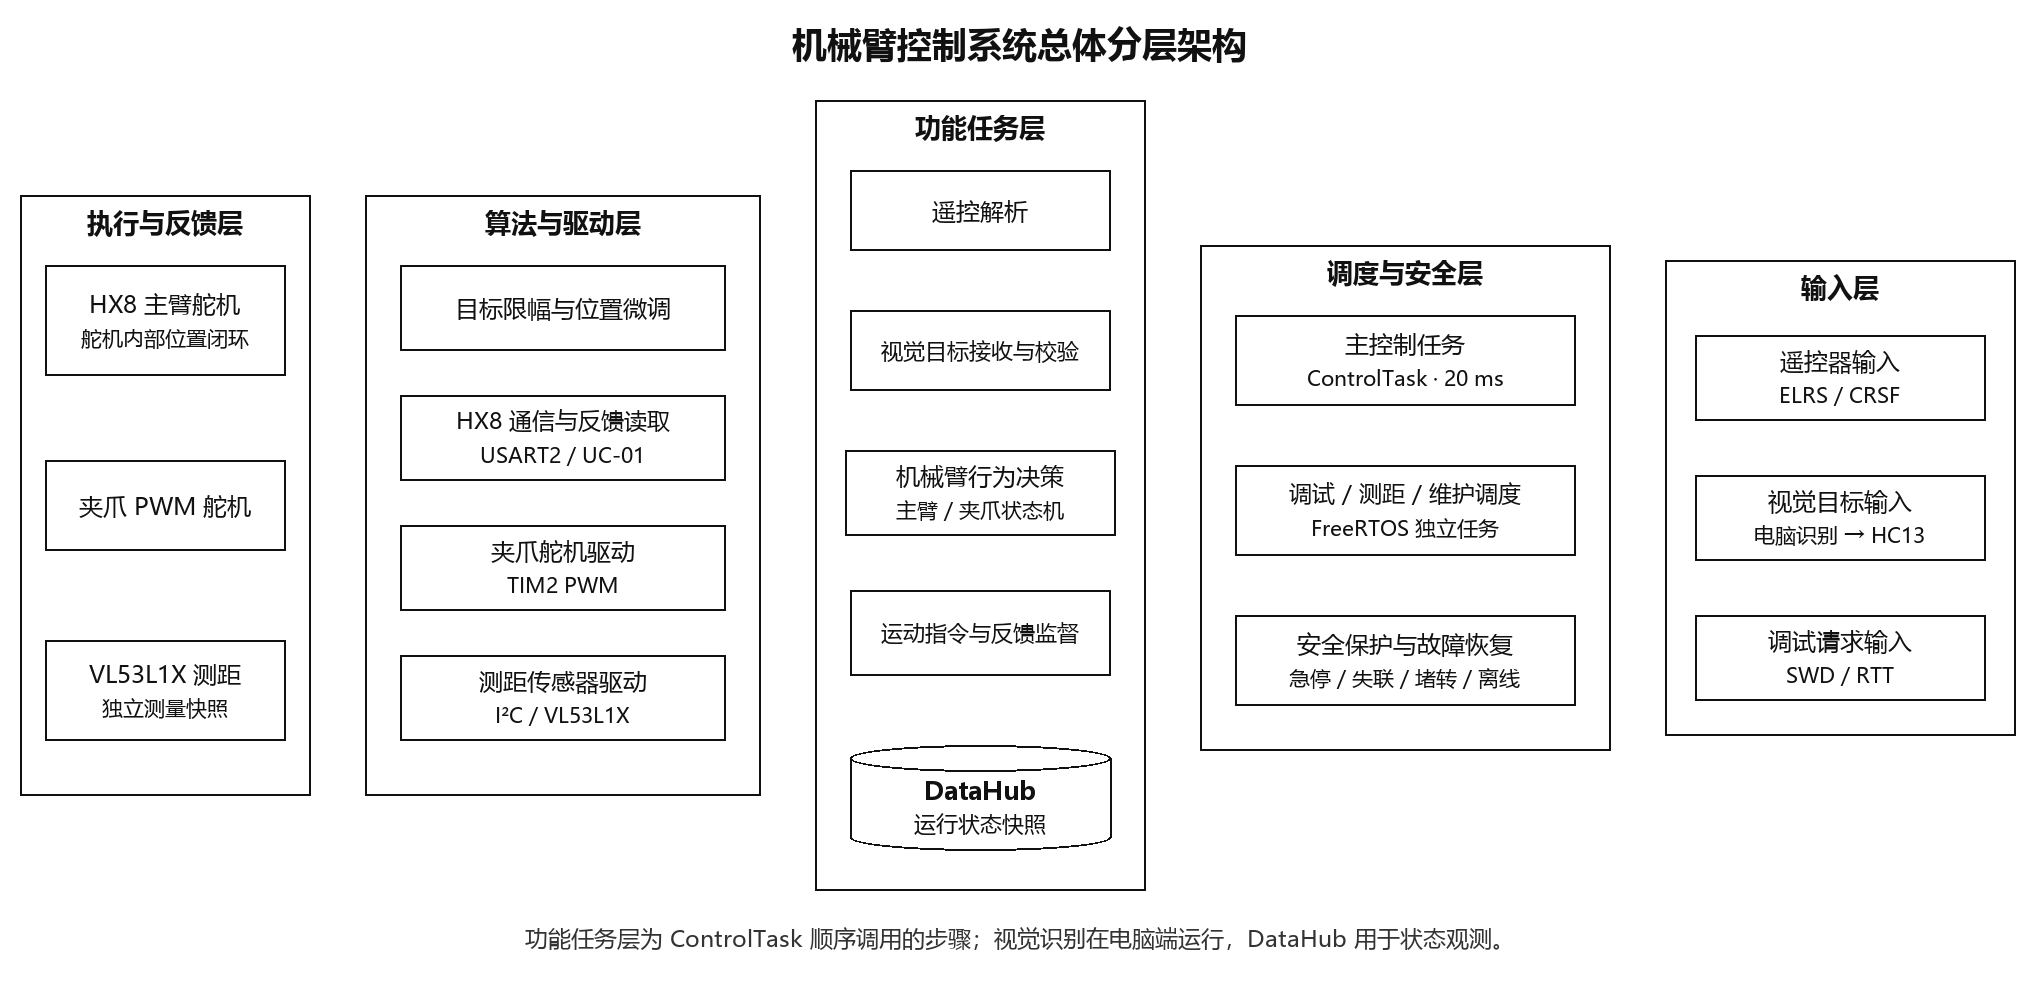 机械臂控制系统总体分层架构
执行与反馈层
HX8 主臂舵机
舵机内部位置闭环
夹爪 PWM 舵机
VL53L1X 测距
独立测量快照
算法与驱动层
目标限幅与位置微调
HX8 通信与反馈读取
USART2 / UC-01
夹爪舵机驱动
TIM2 PWM
测距传感器驱动
I²C / VL53L1X
功能任务层
遥控解析
视觉目标接收与校验
机械臂行为决策
主臂 / 夹爪状态机
运动指令与反馈监督
DataHub
运行状态快照
调度与安全层
主控制任务
ControlTask · 20 ms
调试 / 测距 / 维护调度
FreeRTOS 独立任务
安全保护与故障恢复
急停 / 失联 / 堵转 / 离线
输入层
遥控器输入
ELRS / CRSF
视觉目标输入
电脑识别 → HC13
调试请求输入
SWD / RTT
功能任务层为 ControlTask 顺序调用的步骤；视觉识别在电脑端运行，DataHub 用于状态观测。